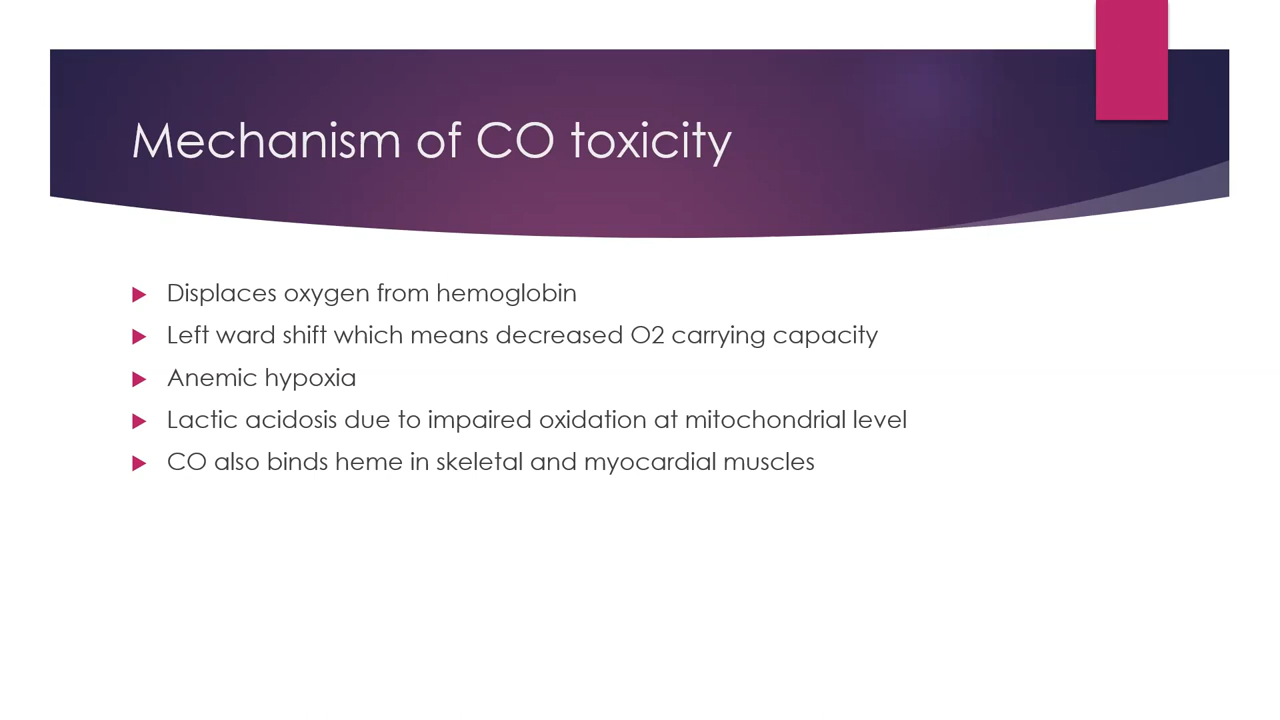 Mechanism of CO toxicity
Displaces oxygen from hemoglobin
Left ward shift which means decreased O2 carrying capacity
Anemic hypoxia
Lactic acidosis due to impaired oxidation at mitochondrial level
CO also binds heme in skeletal and myocardial muscles